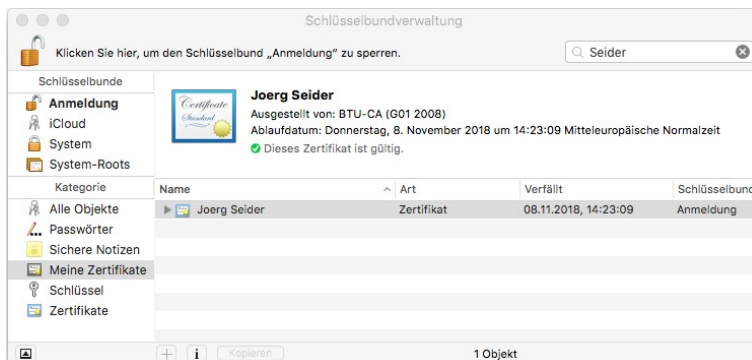 Schlüsselbundverwaltung
Klicken Sie hier, um den Schlüsselbund „Anmeldung“ zu sperren.
Seider
Schlüsselbunde
Anmeldung
iCloud
System
System-Roots
Kategorie
Alle Objekte
Passwörter
Sichere Notizen
Meine Zertifikate
Schlüssel
Zertifikate
Certificate
Standard
Joerg Seider
Ausgestellt von: BTU-CA (G01 2008)
Ablaufdatum: Donnerstag, 8. November 2018 um 14:23:09 Mitteleuropäische Normalzeit
Dieses Zertifikat ist gültig.
Name Art Verfällt Schlüsselbund
Joerg Seider Zertifikat 08.11.2018, 14:23:09 Anmeldung
Kopieren
1 Objekt